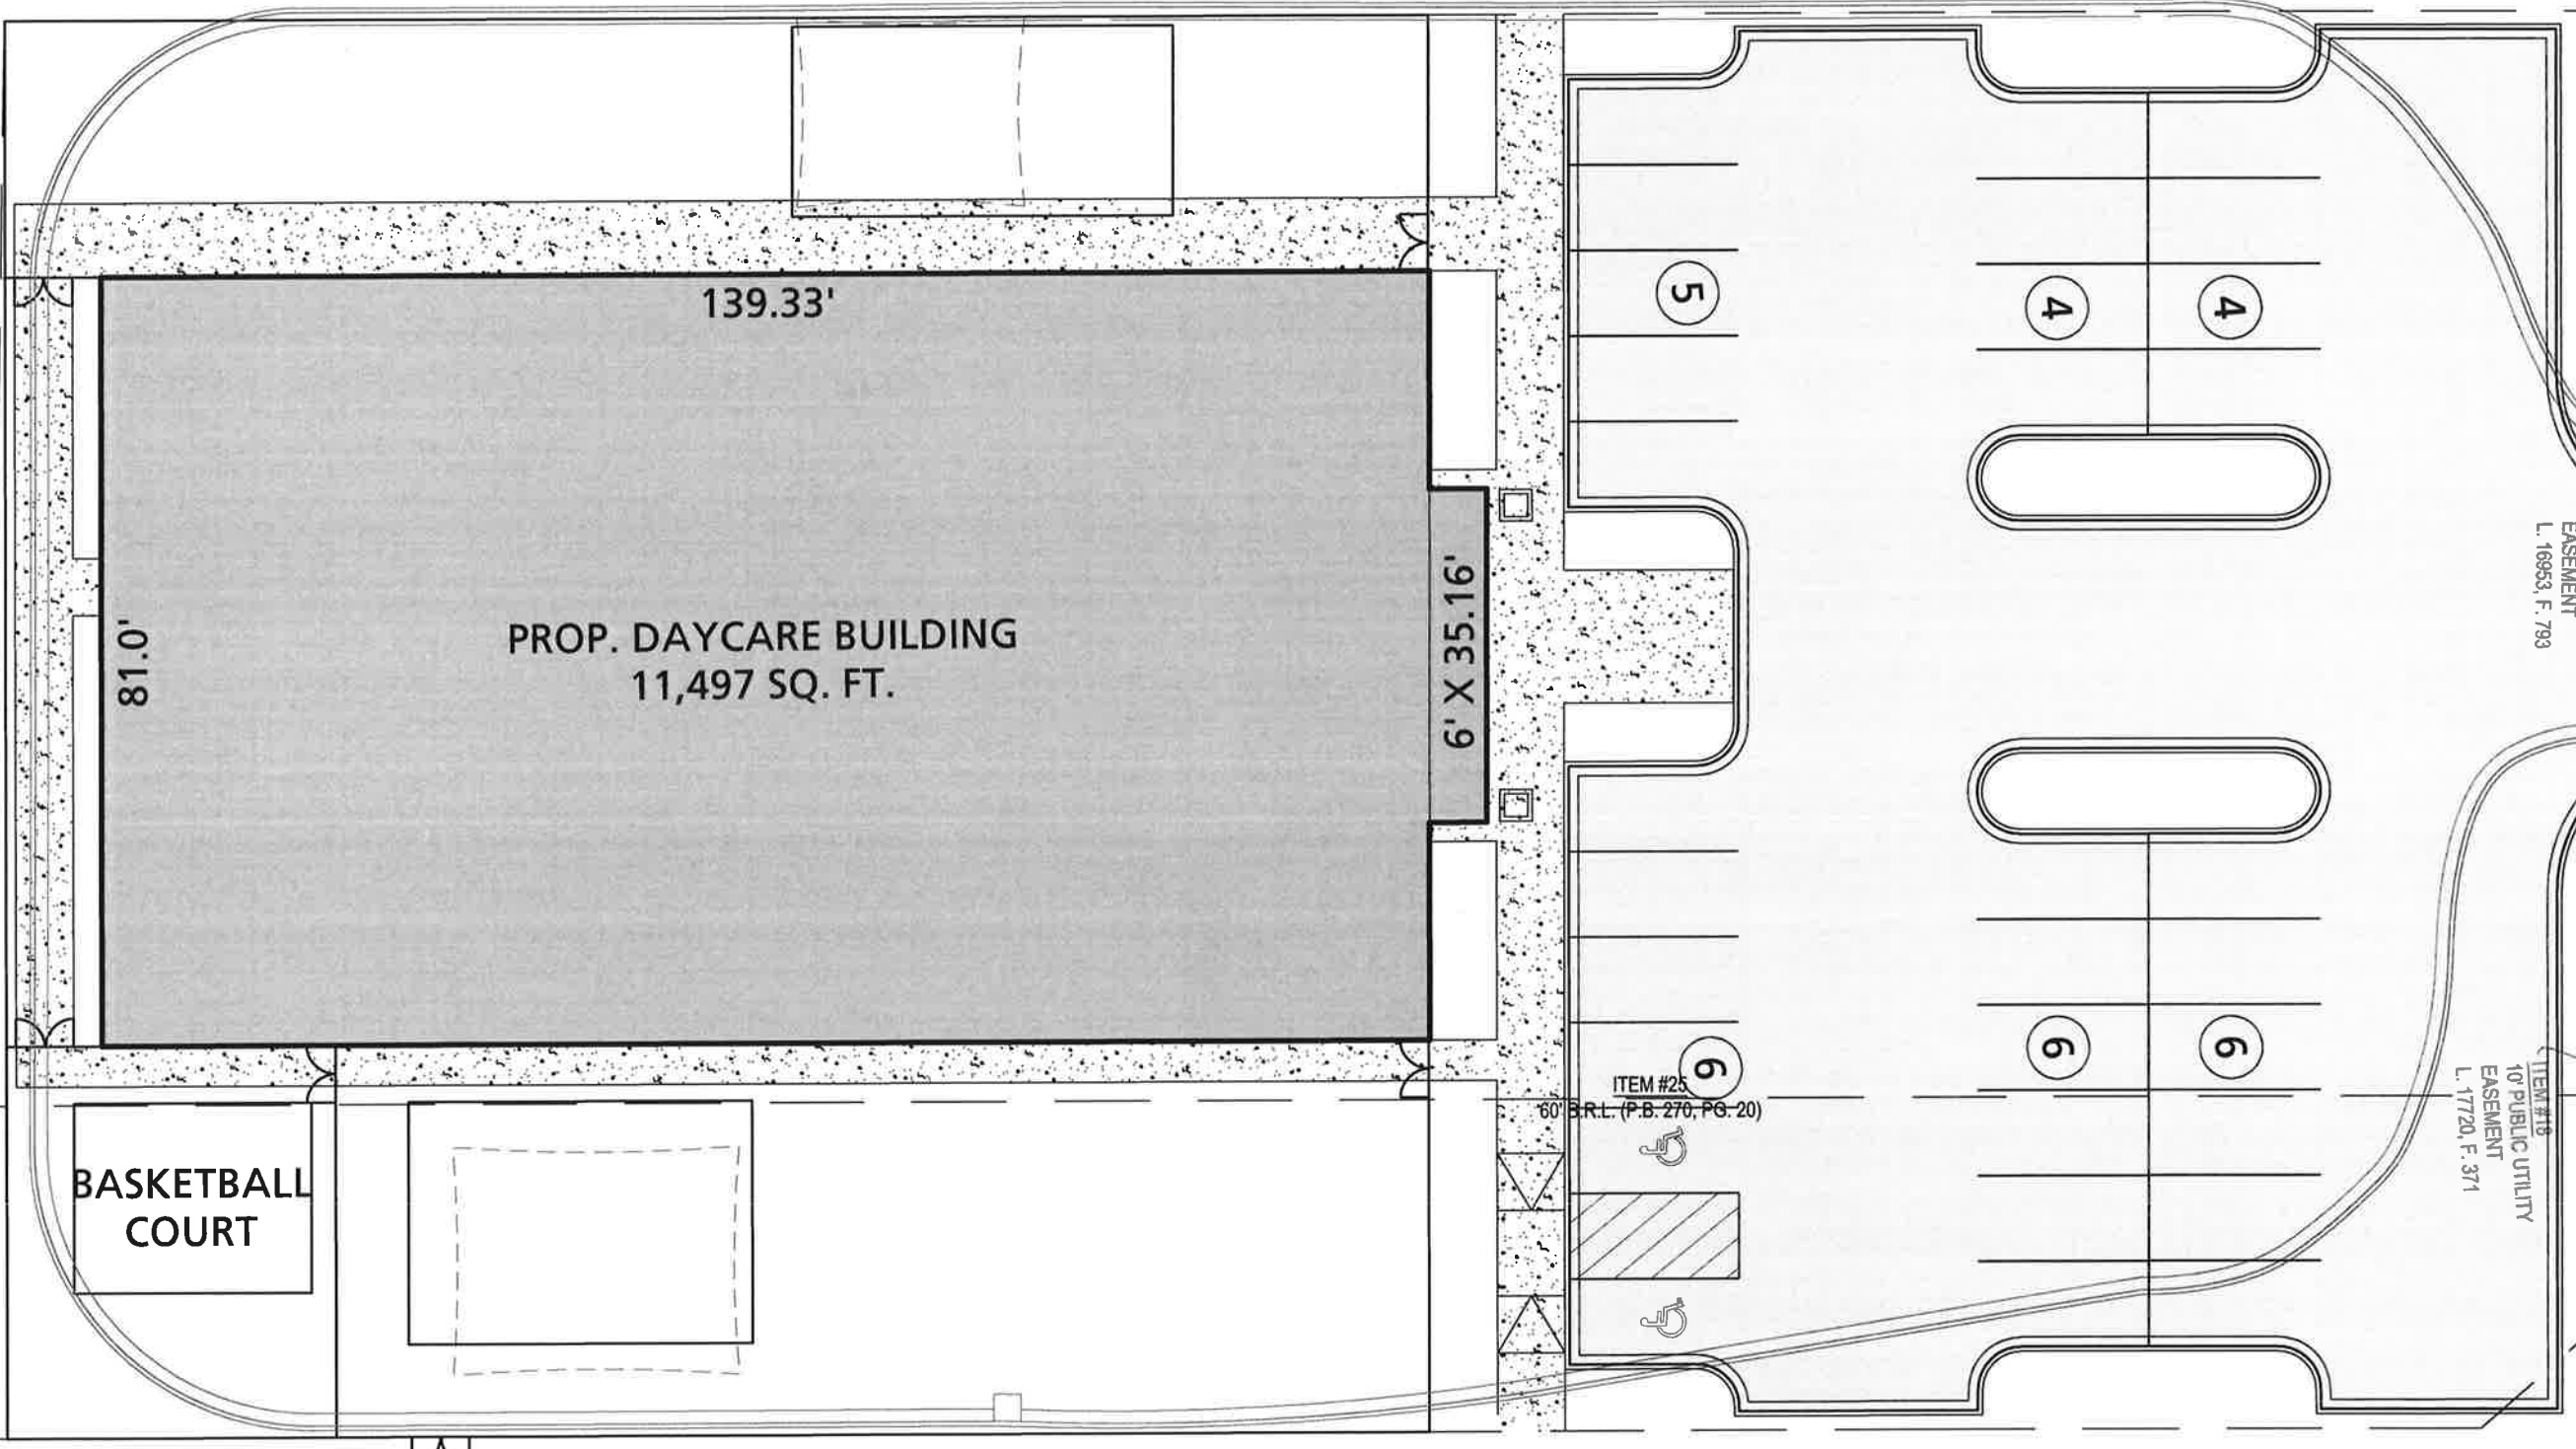 139.33'
81.0'
PROP. DAYCARE BUILDING
11,497 SQ. FT.
6' X 35.16'
BASKETBALL
COURT
5
4
4
6
6
6
ITEM #25
60' B.R.L. (P.B. 270, PG. 20)
EASEMENT
L. 16953, F. 793
ITEM #18
10' PUBLIC UTILITY
EASEMENT
L. 17720, F. 371